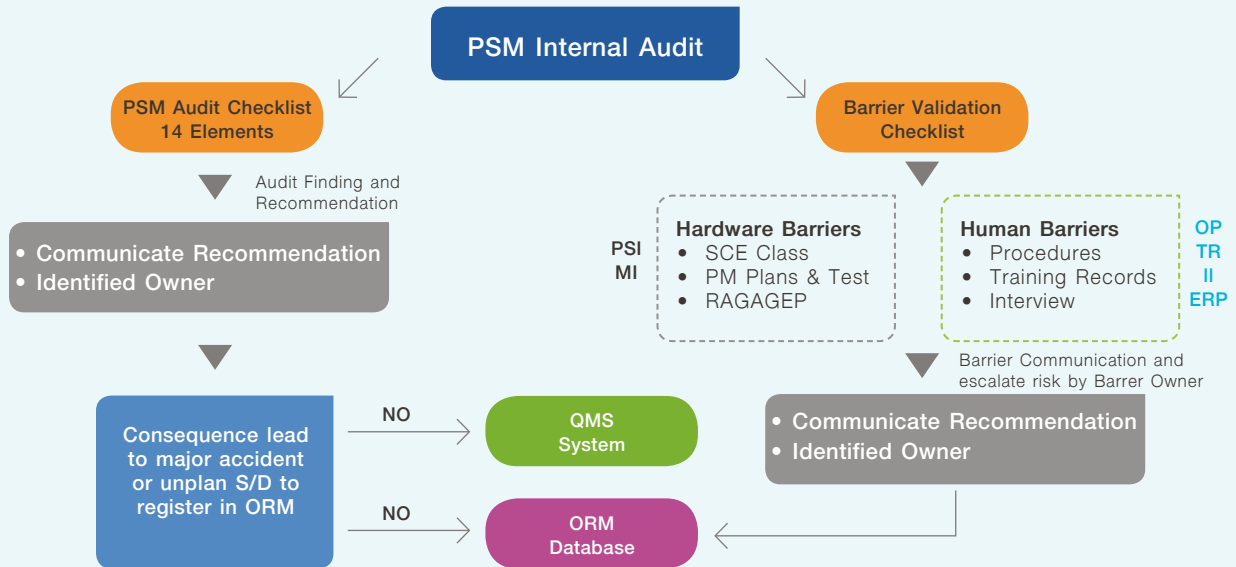 PSM Internal Audit
PSM Audit Checklist
14 Elements
Barrier Validation
Checklist
Audit Finding and
Recommendation
• Communicate Recommendation
• Identified Owner
PSI
MI
Hardware Barriers
• SCE Class
• PM Plans & Test
• RAGAGEP
Human Barriers
• Procedures
• Training Records
• Interview
OP
TR
II
ERP
Barrier Communication and
escalate risk by Barrer Owner
• Communicate Recommendation
• Identified Owner
Consequence lead
to major accident
or unplan S/D to
register in ORM
NO
QMS
System
NO
ORM
Database